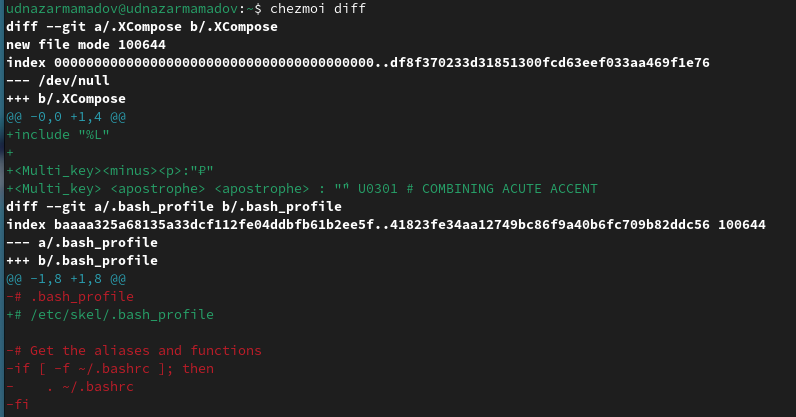 udnazarmamadov@udnazarmamadov:~$ chezmoi diff
diff --git a/.XCompose b/.XCompose
new file mode 100644
index 0000000000000000000000000000000000000000..df8f370233d31851300fcd63eef033aa469f1e76
--- /dev/null
+++ b/.XCompose
@@ -0,0 +1,4 @@
+include "%L"
+
+<Multi_key><minus><p>:"₽"
+<Multi_key> <apostrophe> <apostrophe> : "́" U0301 # COMBINING ACUTE ACCENT
diff --git a/.bash_profile b/.bash_profile
index baaaa325a68135a33dcf112fe04ddbfb61b2ee5f..41823fe34aa12749bc86f9a40b6fc709b82ddc56 100644
--- a/.bash_profile
+++ b/.bash_profile
@@ -1,8 +1,8 @@
-# .bash_profile
+# /etc/skel/.bash_profile

-# Get the aliases and functions
-if [ -f ~/.bashrc ]; then
-    . ~/.bashrc
-fi